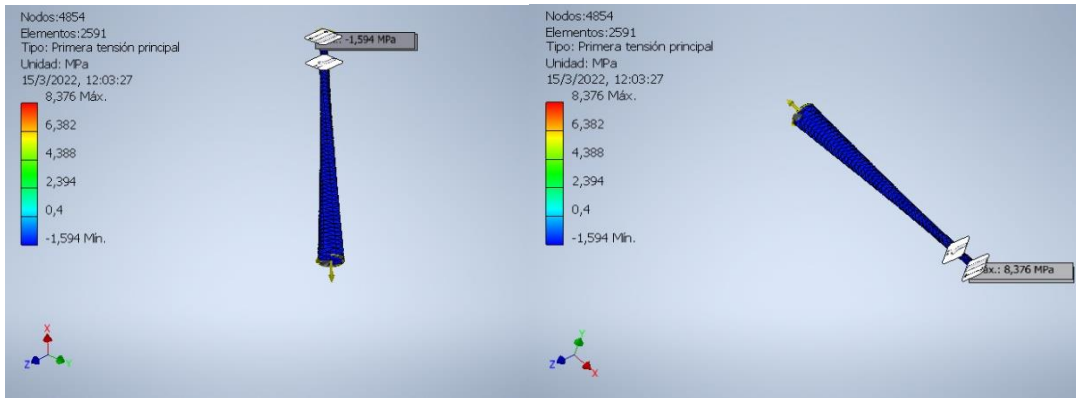 Nodos:4854
Elementos:2591
Tipo: Primera tensión principal
Unidad: MPa
15/3/2022, 12:03:27
8,376 Máx.
6,382
4,388
2,394
0,4
-1,594 Mín.
-1,594 MPa
X
Z
Y
Nodos:4854
Elementos:2591
Tipo: Primera tensión principal
Unidad: MPa
15/3/2022, 12:03:27
8,376 Máx.
6,382
4,388
2,394
0,4
-1,594 Mín.
8,376 MPa
Y
Z
X